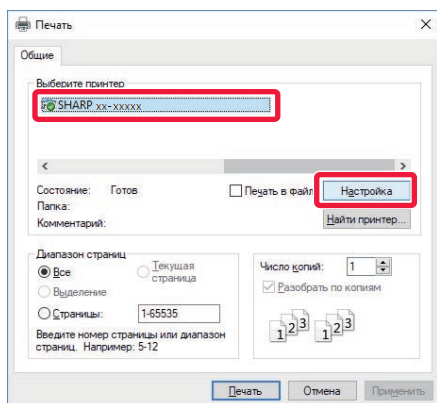 Печать
Общие
Выберите принтер
SHARP xx-xxxxx
Состояние: Готов
Печать в файл
Настройка
Папка:
Комментарий:
Найти принтер...
Диапазон страниц
Все
Текущая страница
Выделение
Страницы: 1-65535
Введите номер страницы или диапазон
страниц. Например: 5-12
Число копий: 1
Разобрать по копиям
1 2 3 1 2 3
Печать Отмена Применить